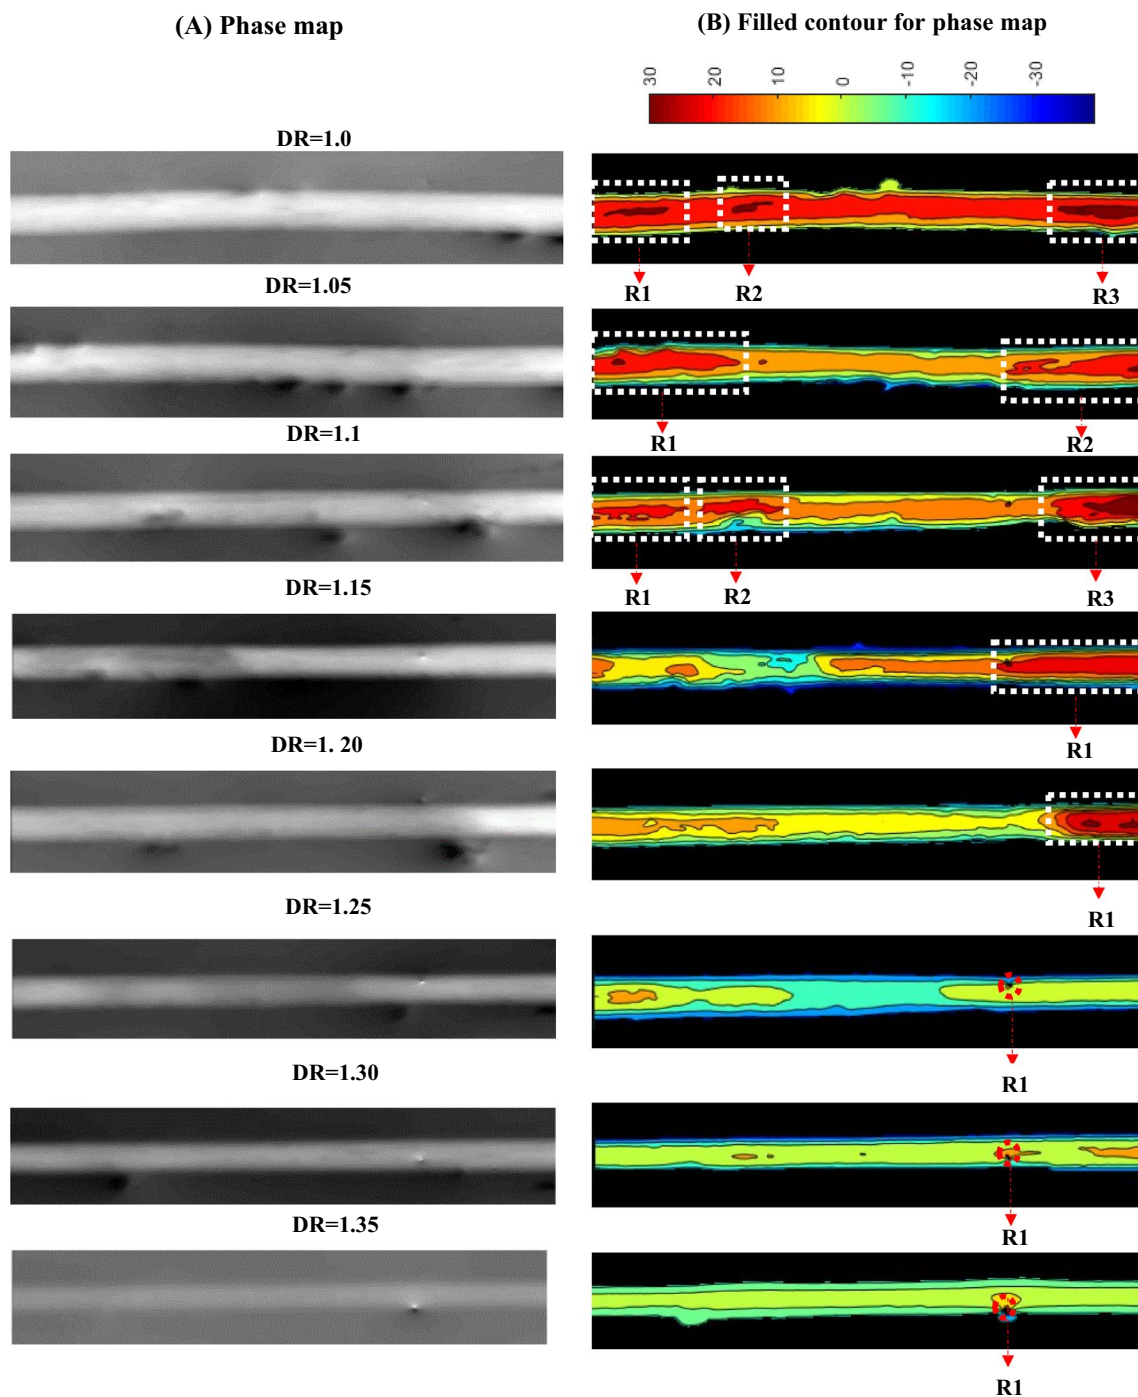 (A) Phase map
(B) Filled contour for phase map
30 20 10 0 -10 -20 -30
DR=1.0
R1 R2 R3
DR=1.05
R1 R2
DR=1.1
R1 R2 R3
DR=1.15
R1
DR=1. 20
R1
DR=1.25
R1
DR=1.30
R1
DR=1.35
R1